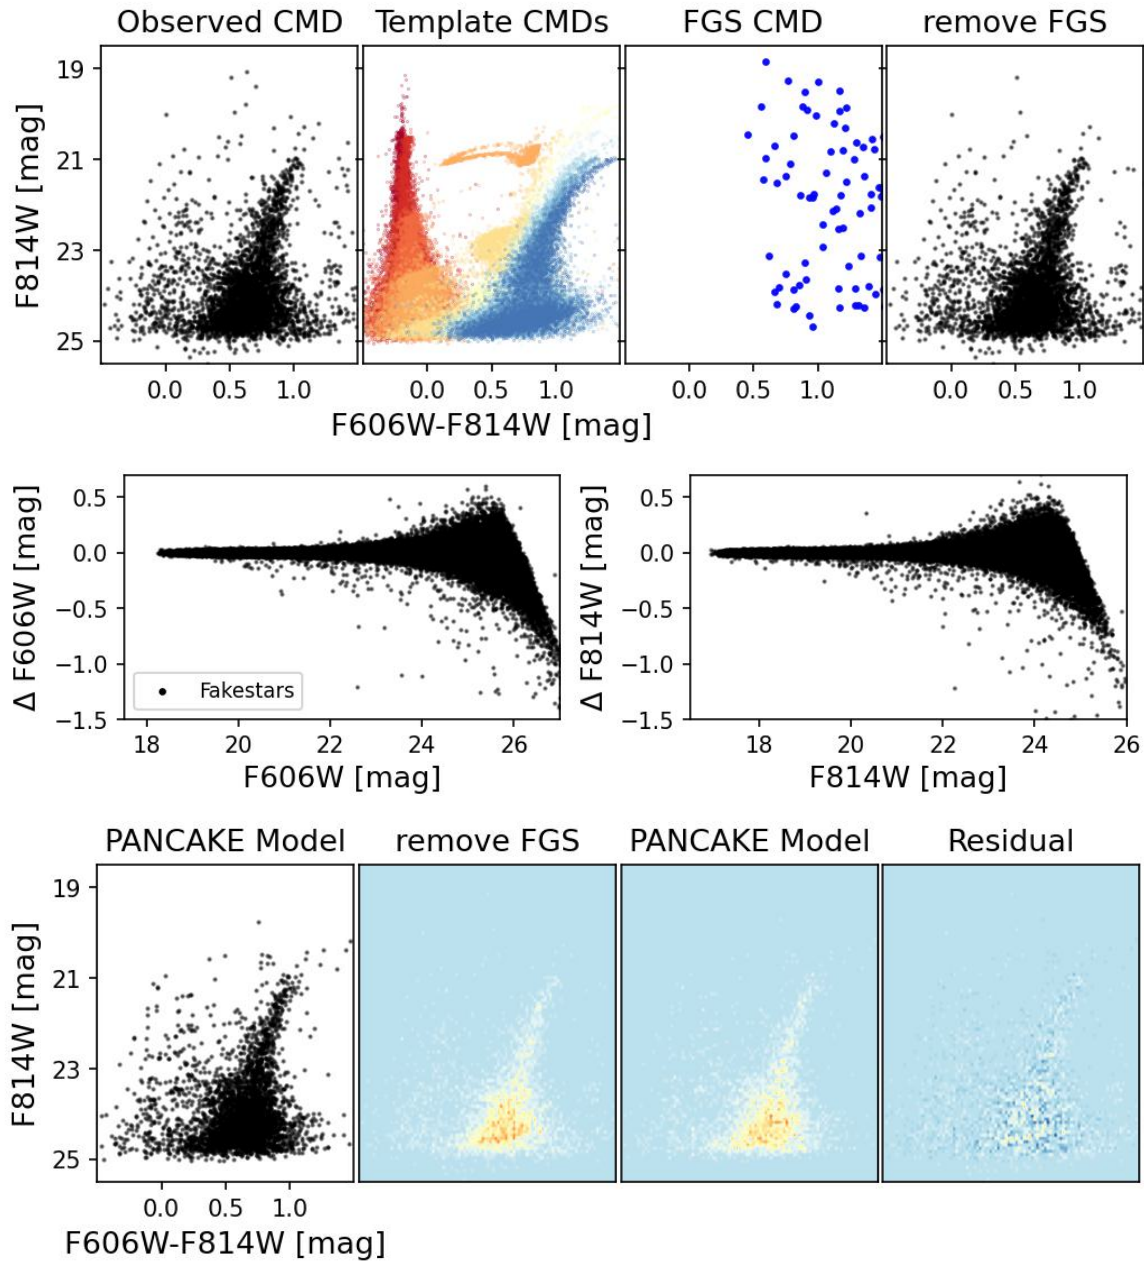 Observed CMD Template CMDs FGS CMD remove FGS
F814W [mag]
19
21
23
25
0.0 0.5 1.0 0.0 0.5 1.0 0.0 0.5 1.0 0.0 0.5 1.0
F606W-F814W [mag]
Δ F606W [mag]
0.5
0.0
−0.5
−1.0
−1.5
Fakestars
18 20 22 24 26
F606W [mag]
Δ F814W [mag]
0.5
0.0
−0.5
−1.0
−1.5
18 20 22 24 26
F814W [mag]
PANCAKE Model remove FGS PANCAKE Model Residual
F814W [mag]
19
21
23
25
0.0 0.5 1.0
F606W-F814W [mag]